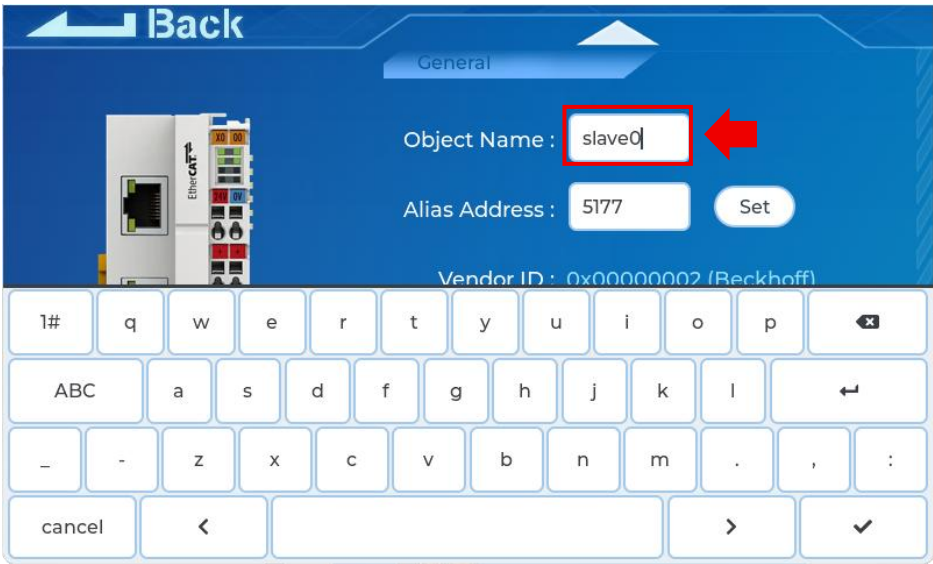 Back
General
Object Name : slave0
Alias Address : 5177 Set
Vendor ID : 0x00000002 (Beckhoff)
X0 00
EtherCAT
24V 0V
1# q w e r t y u i o p
ABC a s d f g h j k l
_ - z x c v b n m . , :
cancel